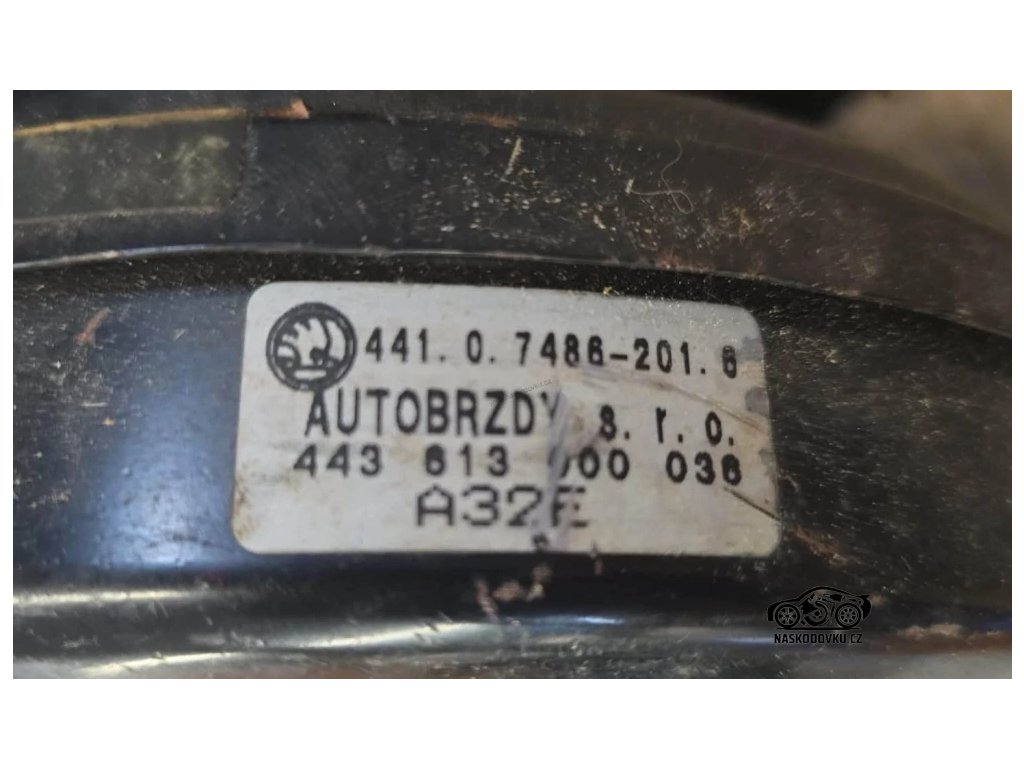 441.0.7486-201.6
AUTOBRZDY s.r.o.
443 613 000 036
A32E
NASKODOVKU.CZ